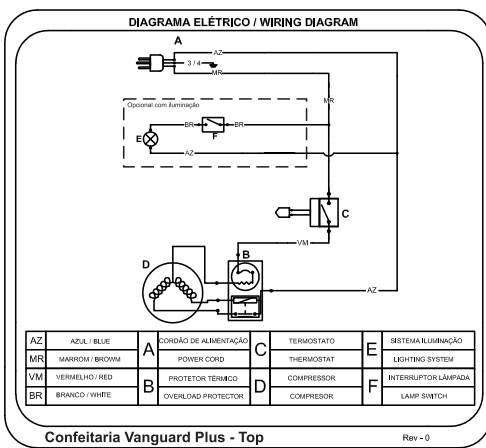 DIAGRAMA ELÉTRICO / WIRING DIAGRAM
A
AZ
3 / 4
MR
MR
Opcional com iluminação
BR
BR
F
E
AZ
C
VM
B
D
AZ
AZ AZUL / BLUE
MR MARROM / BROWM
VM VERMELHO / RED
BR BRANCO / WHITE
A CORDÃO DE ALIMENTAÇÃO
POWER CORD
B PROTETOR TÉRMICO
OVERLOAD PROTECTOR
C TERMOSTATO
THERMOSTAT
D COMPRESSOR
COMPRESOR
E SISTEMA ILUMINAÇÃO
LIGHTING SYSTEM
F INTERRUPTOR LÂMPADA
LAMP SWITCH
Confeitaria Vanguard Plus - Top
Rev - 0